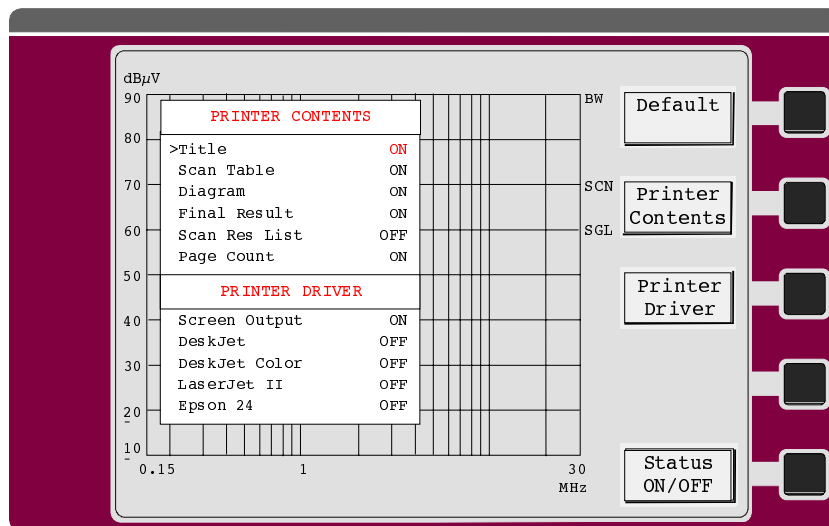 dBµV
90
80
70
60
50
40
30
20
10
0.15
1
30
MHz
PRINTER CONTENTS
>Title ON
Scan Table ON
Diagram ON
Final Result ON
Scan Res List OFF
Page Count ON
PRINTER DRIVER
Screen Output ON
DeskJet OFF
DeskJet Color OFF
LaserJet II OFF
Epson 24 OFF
BW
SCN
SGL
Default
Printer
Contents
Printer
Driver
Status
ON/OFF